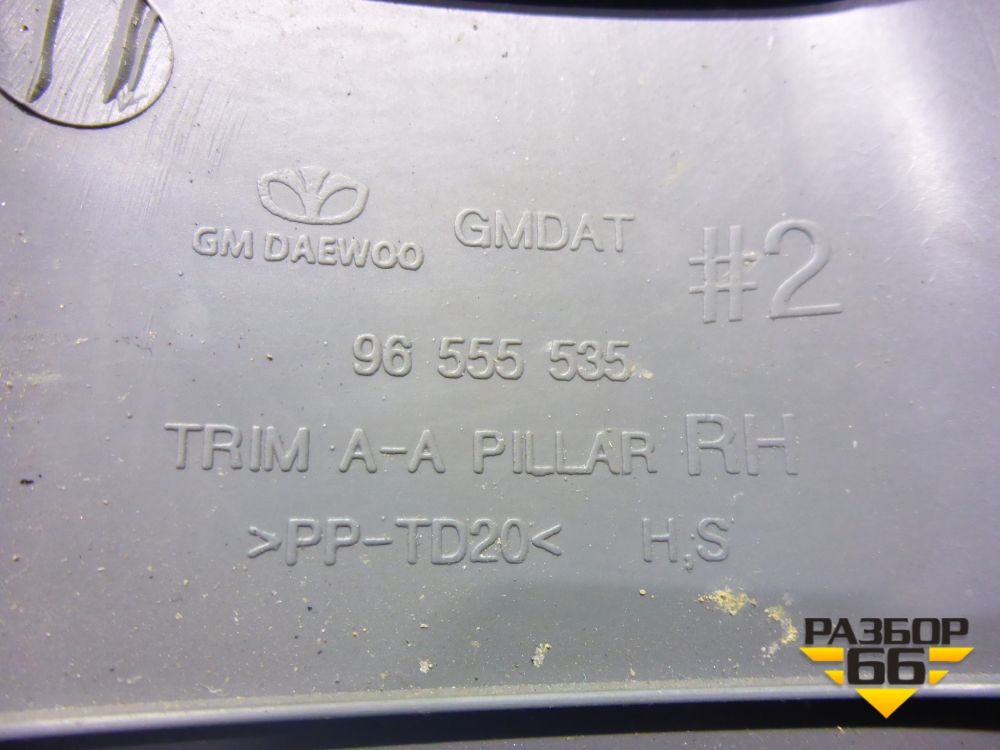 GM DAEWOO GMDAT #2
96 555 535
TRIM A-A PILLAR RH
>PP-TD20< H,S
РАЗБОР
66